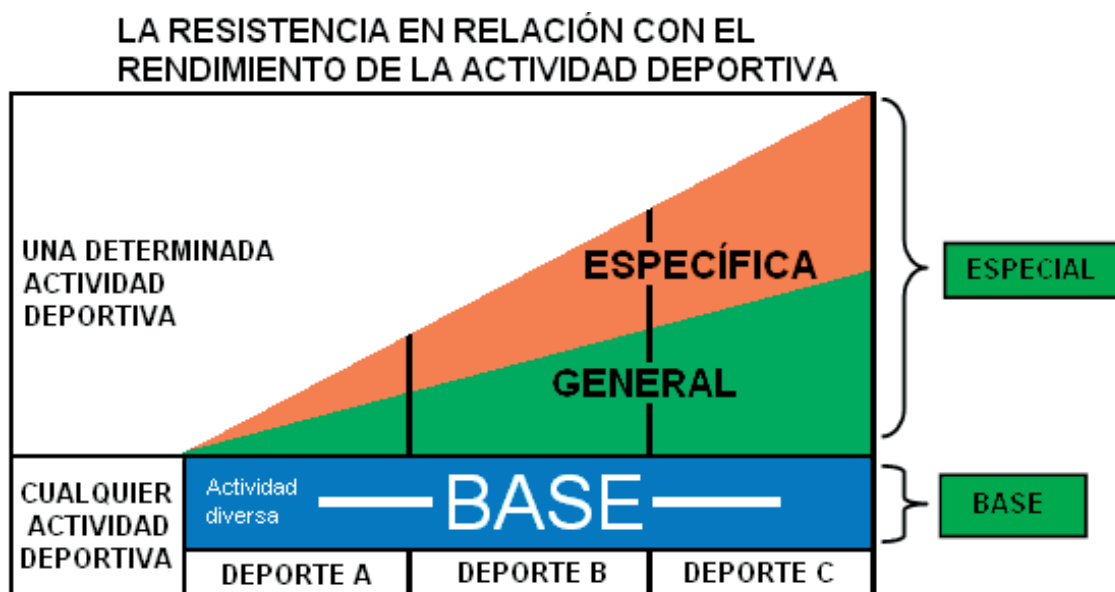 LA RESISTENCIA EN RELACIÓN CON EL
RENDIMIENTO DE LA ACTIVIDAD DEPORTIVA
UNA DETERMINADA
ACTIVIDAD
DEPORTIVA
ESPECÍFICA
GENERAL
ESPECIAL
CUALQUIER
ACTIVIDAD
DEPORTIVA
Actividad
diversa
BASE
BASE
DEPORTE A
DEPORTE B
DEPORTE C